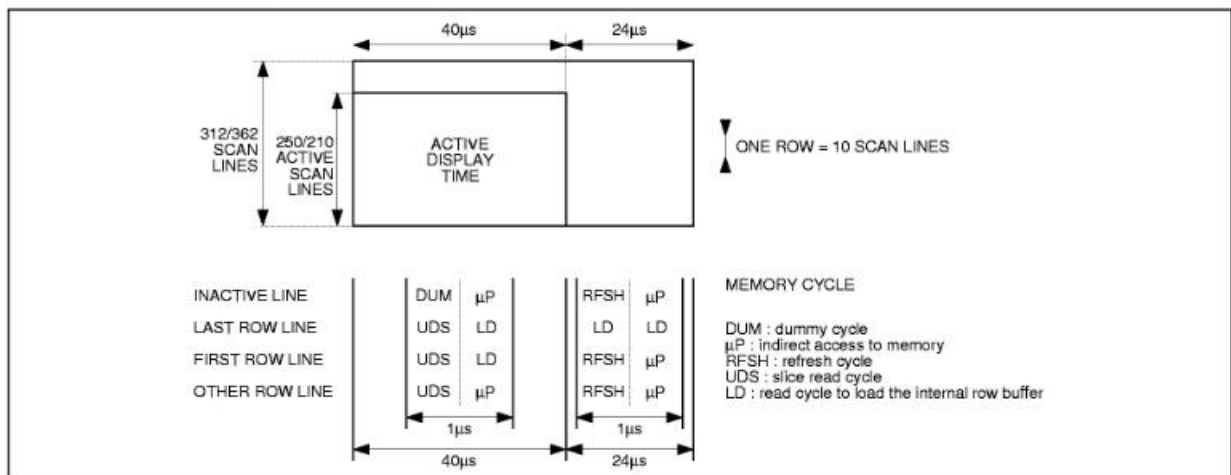 40µs 24µs
312/362
SCAN
LINES
250/210
ACTIVE
SCAN
LINES
ACTIVE
DISPLAY
TIME
ONE ROW = 10 SCAN LINES
INACTIVE LINE DUM µP RFSH µP
LAST ROW LINE UDS LD LD LD
FIRST ROW LINE UDS LD RFSH µP
OTHER ROW LINE UDS µP RFSH µP
1µs 1µs
40µs 24µs
MEMORY CYCLE
DUM : dummy cycle
µP : indirect access to memory
RFSH : refresh cycle
UDS : slice read cycle
LD : read cycle to load the internal row buffer